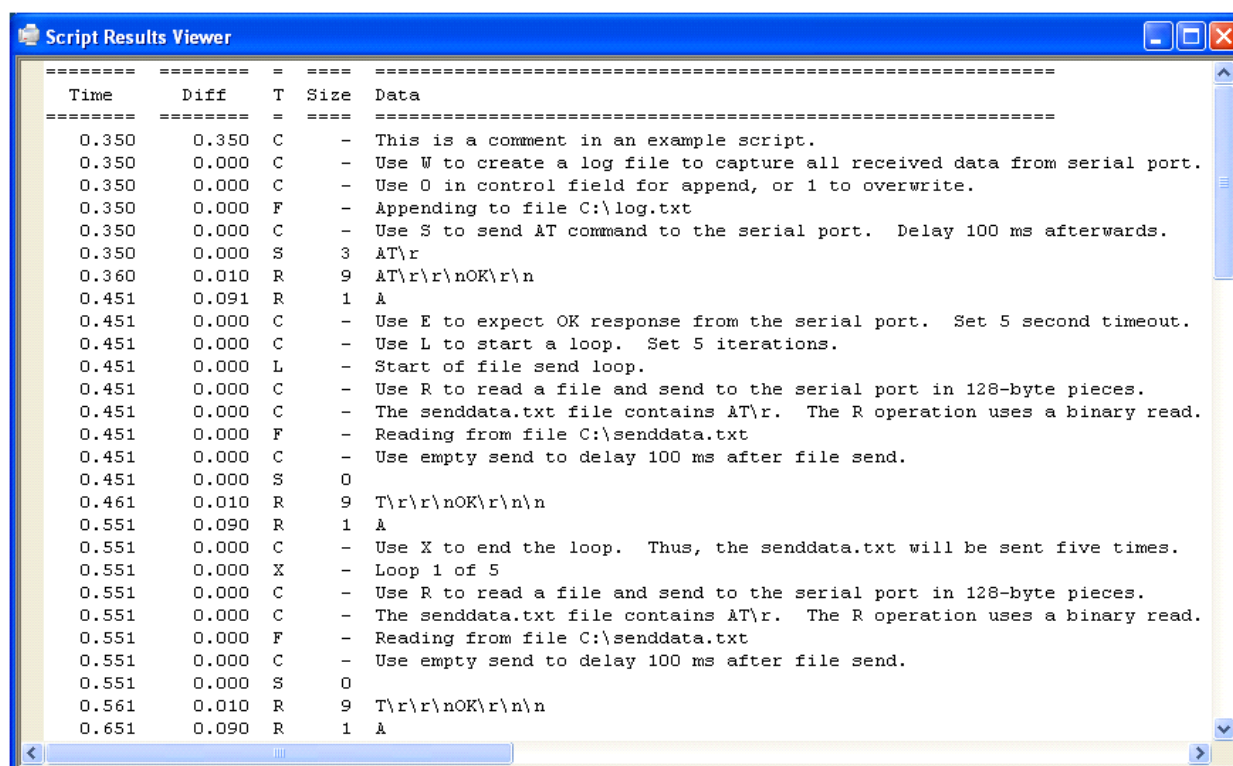 Script Results Viewer
======== ======== = ==== ============================================================
Time Diff T Size Data
======== ======== = ==== ============================================================
0.350 0.350 C - This is a comment in an example script.
0.350 0.000 C - Use W to create a log file to capture all received data from serial port.
0.350 0.000 C - Use 0 in control field for append, or 1 to overwrite.
0.350 0.000 F - Appending to file C:\log.txt
0.350 0.000 C - Use S to send AT command to the serial port.  Delay 100 ms afterwards.
0.350 0.000 S 3 AT\r
0.360 0.010 R 9 AT\r\r\nOK\r\n
0.451 0.091 R 1 A
0.451 0.000 C - Use E to expect OK response from the serial port.  Set 5 second timeout.
0.451 0.000 C - Use L to start a loop.  Set 5 iterations.
0.451 0.000 L - Start of file send loop.
0.451 0.000 C - Use R to read a file and send to the serial port in 128-byte pieces.
0.451 0.000 C - The senddata.txt file contains AT\r.  The R operation uses a binary read.
0.451 0.000 F - Reading from file C:\senddata.txt
0.451 0.000 C - Use empty send to delay 100 ms after file send.
0.451 0.000 S 0
0.461 0.010 R 9 T\r\r\nOK\r\n\n
0.551 0.090 R 1 A
0.551 0.000 C - Use X to end the loop.  Thus, the senddata.txt will be sent five times.
0.551 0.000 X - Loop 1 of 5
0.551 0.000 C - Use R to read a file and send to the serial port in 128-byte pieces.
0.551 0.000 C - The senddata.txt file contains AT\r.  The R operation uses a binary read.
0.551 0.000 F - Reading from file C:\senddata.txt
0.551 0.000 C - Use empty send to delay 100 ms after file send.
0.551 0.000 S 0
0.561 0.010 R 9 T\r\r\nOK\r\n\n
0.651 0.090 R 1 A